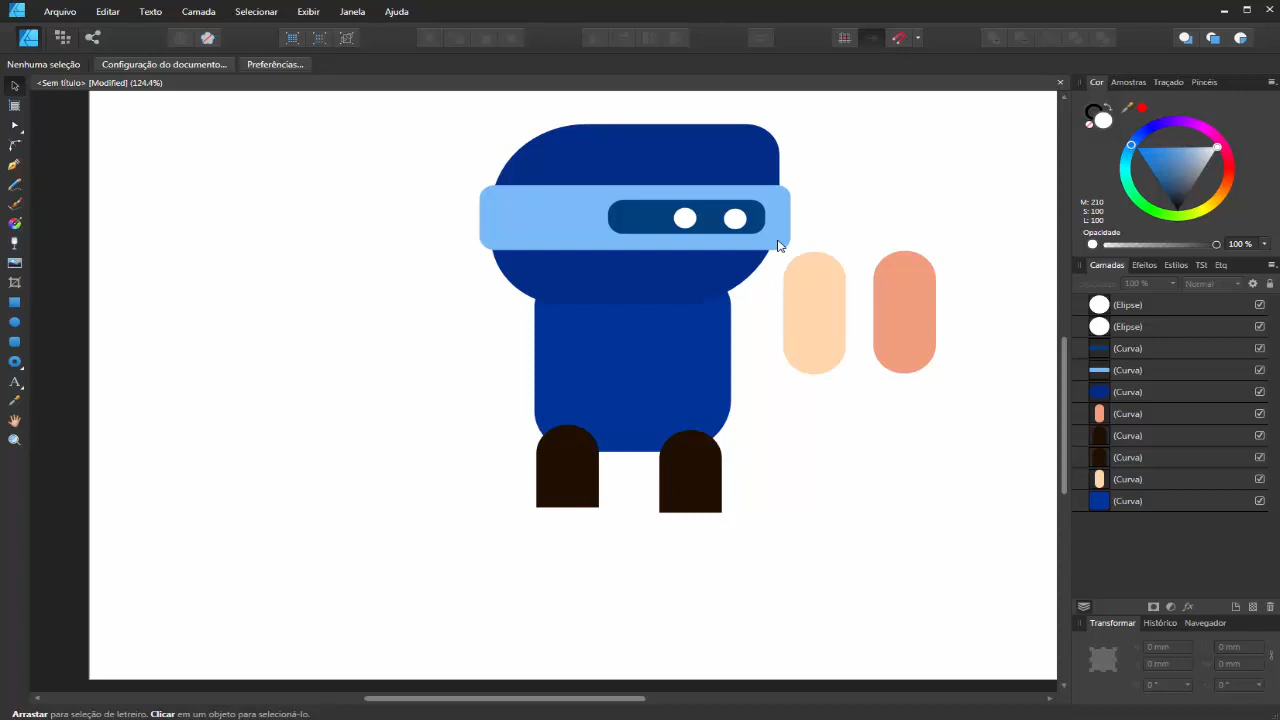 Arquivo Editar Texto Camada Selecionar Exibir Janela Ajuda
Nenhuma seleção Configuração do documento... Preferências...
<Sem título> [Modified] (124.4%)
Cor Amostras Traçado Pincéis
M: 210
S: 100
L: 100
Opacidade
100 %
Camadas Efeitos Estilos TSt Etq
100 % Normal
(Elipse)
(Elipse)
(Curva)
(Curva)
(Curva)
(Curva)
(Curva)
(Curva)
(Curva)
(Curva)
Transformar Histórico Navegador
0 mm 0 mm
0 mm 0 mm
0 ° 0 °
Arrastar para seleção de letreiro. Clicar em um objeto para selecioná-lo.